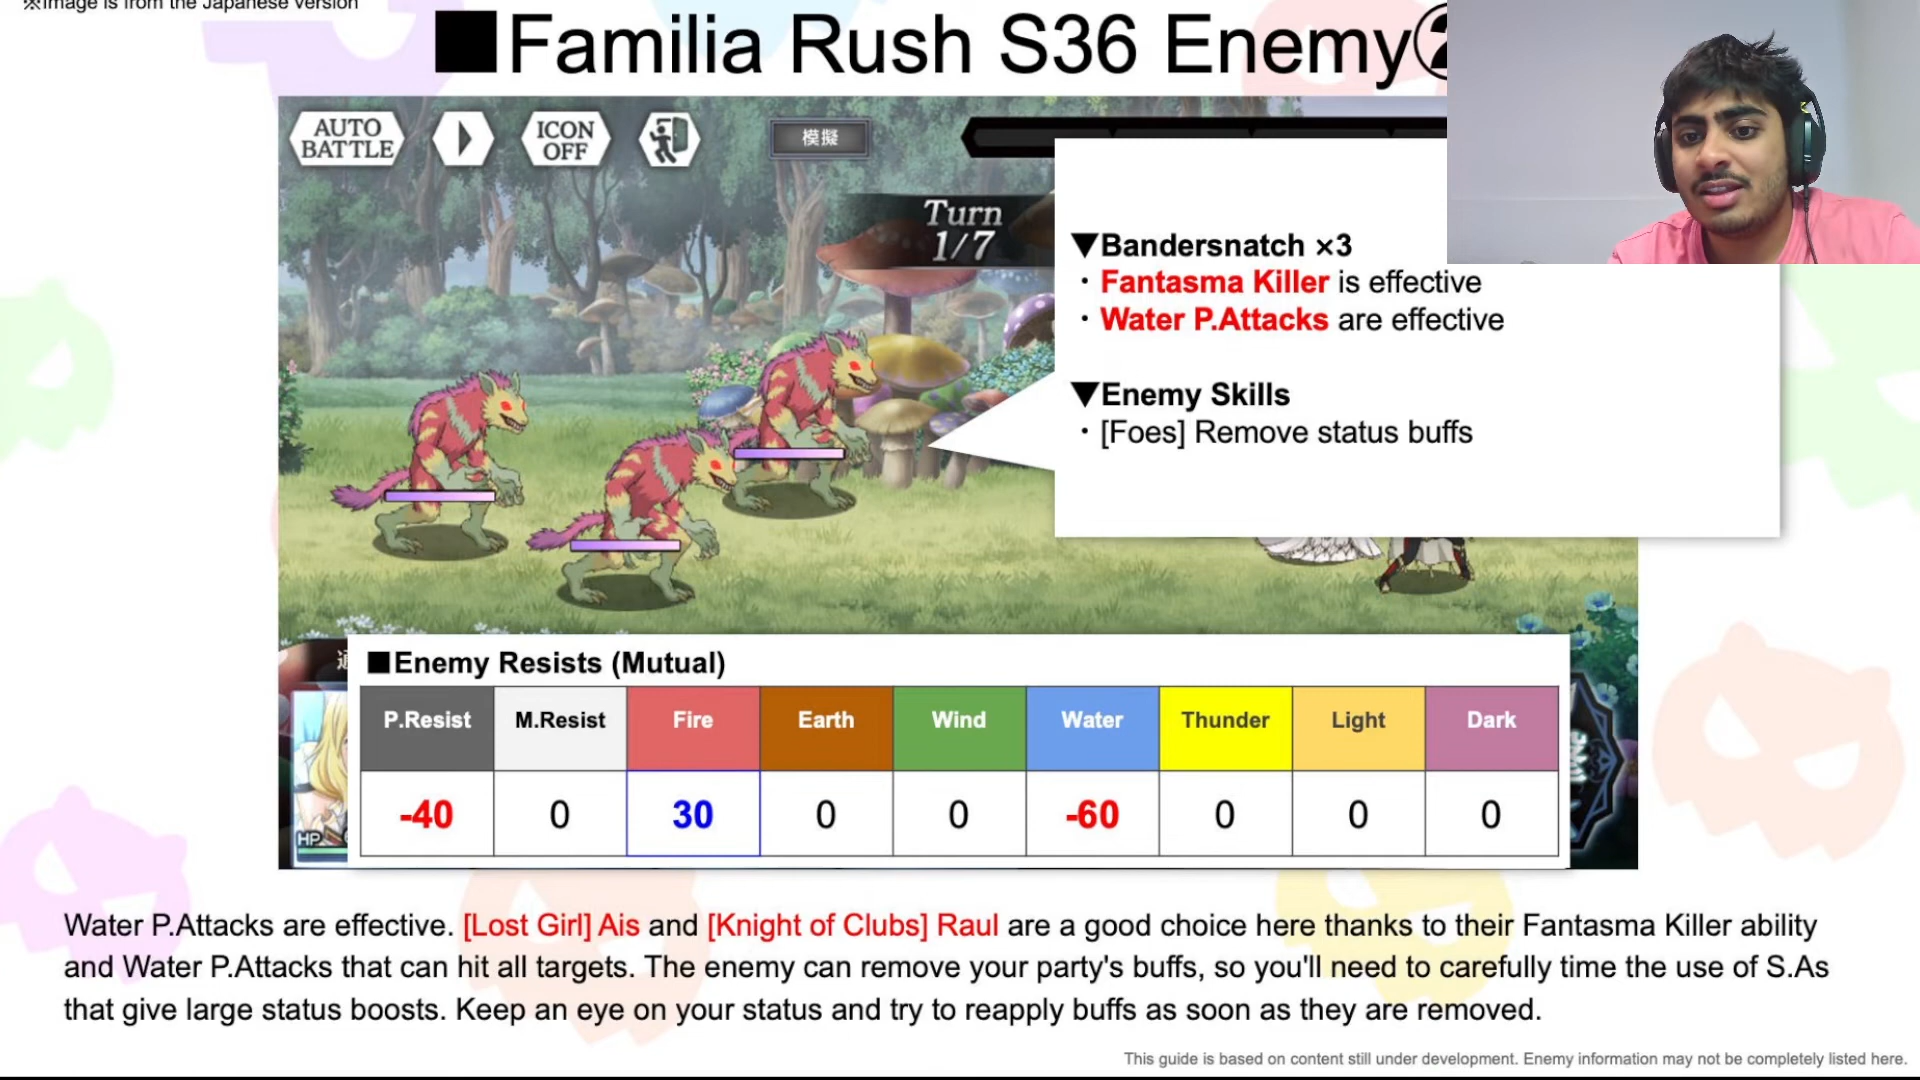 ※Image is from the Japanese version
■Familia Rush S36 Enemy②
AUTO
BATTLE
ICON
OFF
模擬
Turn
1/7
▼Bandersnatch ×3
・Fantasma Killer is effective
・Water P.Attacks are effective
▼Enemy Skills
・[Foes] Remove status buffs
■Enemy Resists (Mutual)
P.Resist M.Resist Fire Earth Wind Water Thunder Light Dark
-40 0 30 0 0 -60 0 0 0
HP
Water P.Attacks are effective. [Lost Girl] Ais and [Knight of Clubs] Raul are a good choice here thanks to their Fantasma Killer ability
and Water P.Attacks that can hit all targets. The enemy can remove your party's buffs, so you'll need to carefully time the use of S.As
that give large status boosts. Keep an eye on your status and try to reapply buffs as soon as they are removed.
This guide is based on content still under development. Enemy information may not be completely listed here.